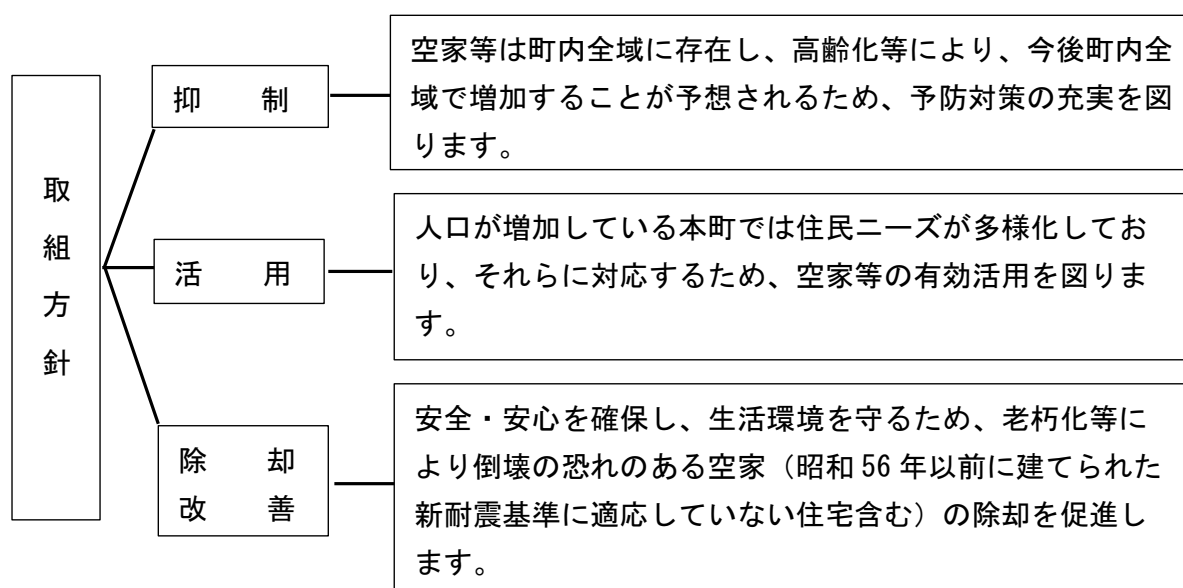 取組方針
抑　制
空家等は町内全域に存在し、高齢化等により、今後町内全
域で増加することが予想されるため、予防対策の充実を図
ります。
活　用
人口が増加している本町では住民ニーズが多様化してお
り、それらに対応するため、空家等の有効活用を図りま
す。
除　却
改　善
安全・安心を確保し、生活環境を守るため、老朽化等に
より倒壊の恐れのある空家（昭和 56 年以前に建てられた
新耐震基準に適応していない住宅含む）の除却を促進し
ます。